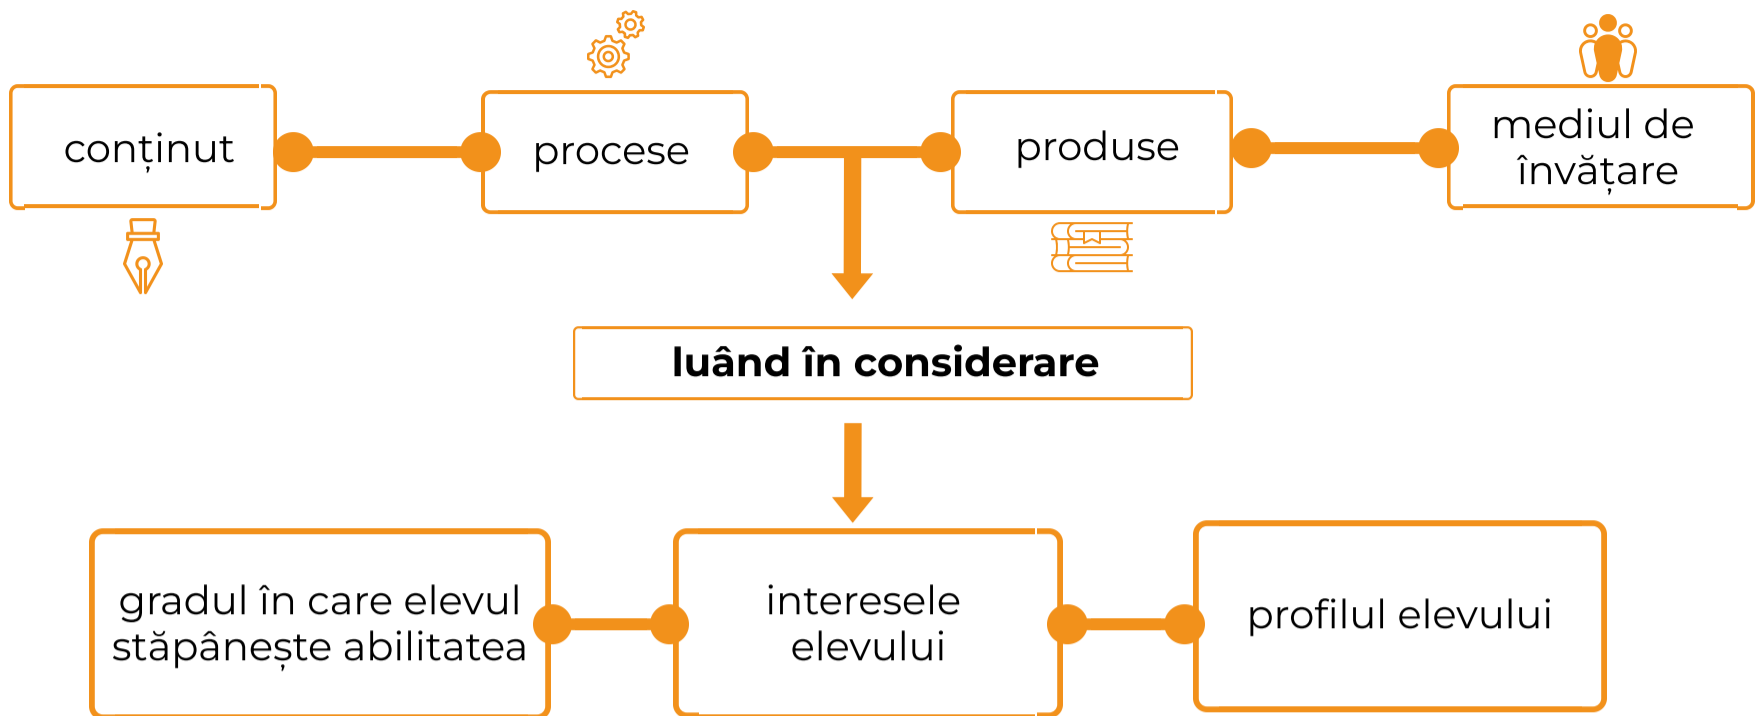 conținut
procese
produse
mediul de
învățare
luând în considerare
gradul în care elevul
stăpânește abilitatea
interesele
elevului
profilul elevului